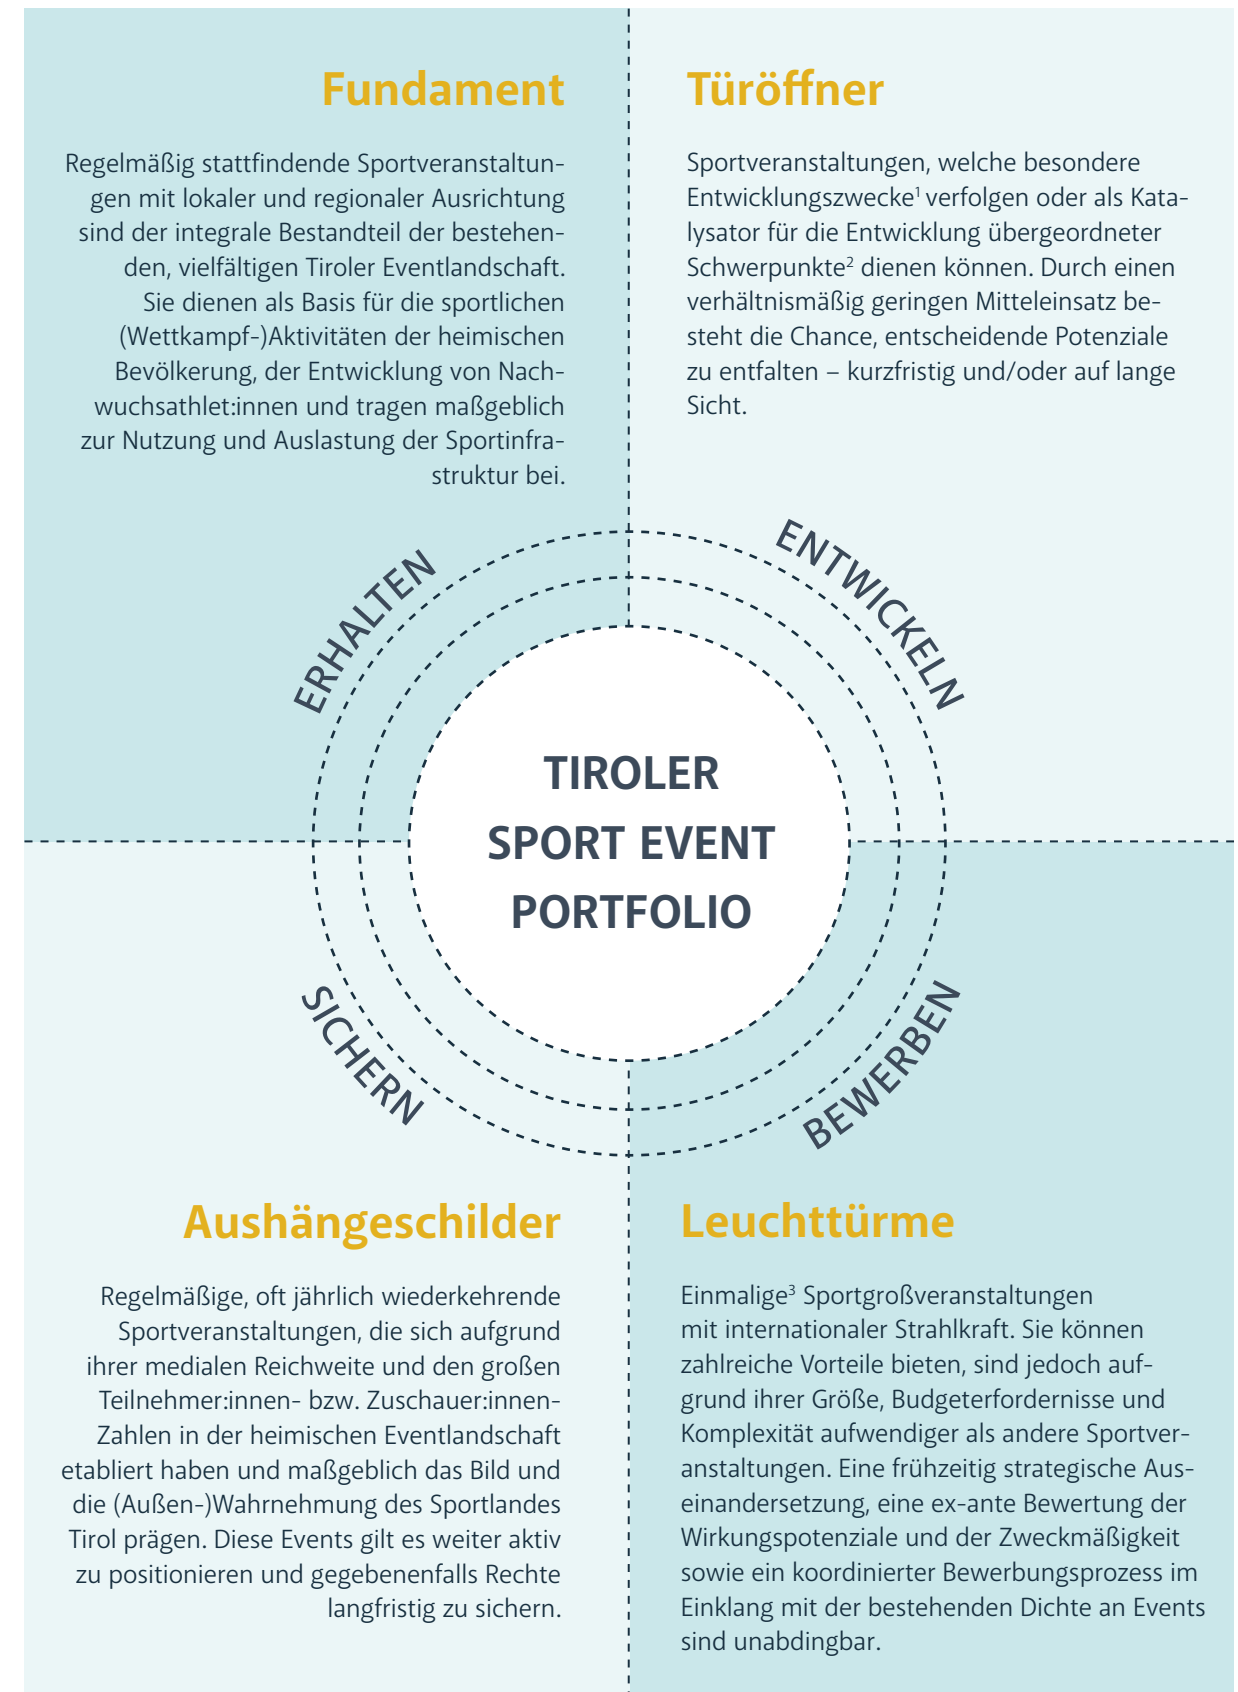 Fundament
Regelmäßig stattfindende Sportveranstaltun-
gen mit lokaler und regionaler Ausrichtung
sind der integrale Bestandteil der bestehen-
den, vielfältigen Tiroler Eventlandschaft.
Sie dienen als Basis für die sportlichen
(Wettkampf-)Aktivitäten der heimischen
Bevölkerung, der Entwicklung von Nach-
wuchsathlet:innen und tragen maßgeblich
zur Nutzung und Auslastung der Sportinfra-
struktur bei.
Türöffner
Sportveranstaltungen, welche besondere
Entwicklungszwecke¹ verfolgen oder als Kata-
lysator für die Entwicklung übergeordneter
Schwerpunkte² dienen können. Durch einen
verhältnismäßig geringen Mitteleinsatz be-
steht die Chance, entscheidende Potenziale
zu entfalten – kurzfristig und/oder auf lange
Sicht.
ERHALTEN
ENTWICKELN
TIROLER
SPORT EVENT
PORTFOLIO
SICHERN
BEWERBEN
Aushängeschilder
Regelmäßige, oft jährlich wiederkehrende
Sportveranstaltungen, die sich aufgrund
ihrer medialen Reichweite und den großen
Teilnehmer:innen- bzw. Zuschauer:innen-
Zahlen in der heimischen Eventlandschaft
etabliert haben und maßgeblich das Bild und
die (Außen-)Wahrnehmung des Sportlandes
Tirol prägen. Diese Events gilt es weiter aktiv
zu positionieren und gegebenenfalls Rechte
langfristig zu sichern.
Leuchttürme
Einmalige³ Sportgroßveranstaltungen
mit internationaler Strahlkraft. Sie können
zahlreiche Vorteile bieten, sind jedoch auf-
grund ihrer Größe, Budgeterfordernisse und
Komplexität aufwendiger als andere Sportver-
anstaltungen. Eine frühzeitig strategische Aus-
einandersetzung, eine ex-ante Bewertung der
Wirkungspotenziale und der Zweckmäßigkeit
sowie ein koordinierter Bewerbungsprozess im
Einklang mit der bestehenden Dichte an Events
sind unabdingbar.